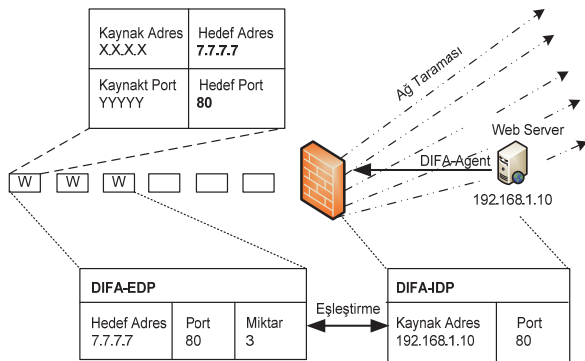 Kaynak Adres
X.X.X.X
Hedef Adres
7.7.7.7
Kaynakt Port
YYYYY
Hedef Port
80
Ağ Taraması
Web Server
DIFA-Agent
192.168.1.10
W
W
W
DIFA-EDP
Hedef Adres
7.7.7.7
Port
80
Miktar
3
Eşleştirme
DIFA-IDP
Kaynak Adres
192.168.1.10
Port
80